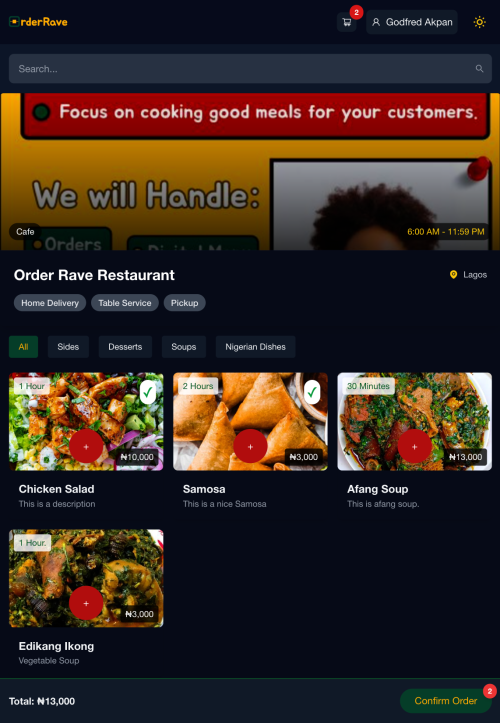 OrderRave
2
Godfred Akpan
Search...
Focus on cooking good meals for your customers.
We will Handle:
Orders
Cafe
6:00 AM - 11:59 PM
Order Rave Restaurant
Lagos
Home Delivery
Table Service
Pickup
All
Sides
Desserts
Soups
Nigerian Dishes
1 Hour
₦10,000
2 Hours
₦3,000
30 Minutes
₦13,000
Chicken Salad
Samosa
Afang Soup
This is a description
This is a nice Samosa
This is afang soup.
1 Hour.
₦3,000
Edikang Ikong
Vegetable Soup
Total: ₦13,000
Confirm Order
2